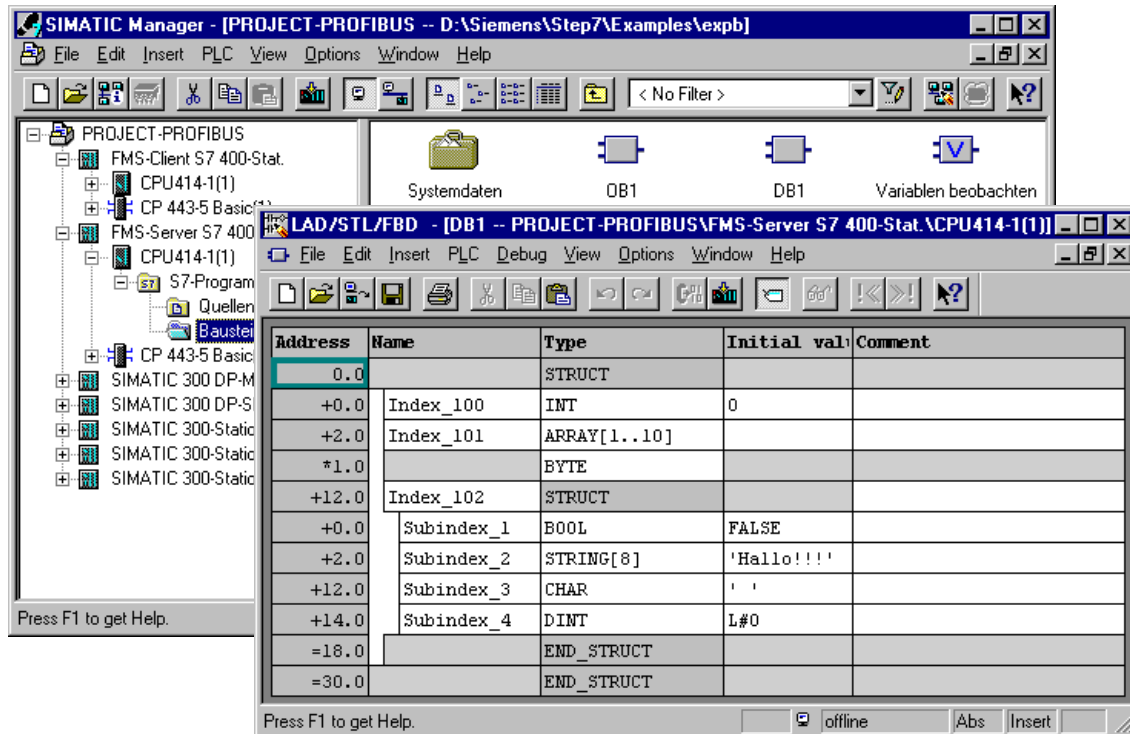 SIMATIC Manager - [PROJECT-PROFIBUS -- D:\Siemens\Step7\Examples\expb]
File Edit Insert PLC View Options Window Help
< No Filter >
PROJECT-PROFIBUS
FMS-Client S7 400-Stat.
CPU414-1(1)
CP 443-5 Basic(1)
FMS-Server S7 400
CPU414-1(1)
S7-Program
Quellen
Baustei
CP 443-5 Basic
SIMATIC 300 DP-M
SIMATIC 300 DP-S
SIMATIC 300-Static
SIMATIC 300-Static
SIMATIC 300-Static
Systemdaten OB1 DB1 Variablen beobachten
Press F1 to get Help.
LAD/STL/FBD - [DB1 -- PROJECT-PROFIBUS\FMS-Server S7 400-Stat.\CPU414-1(1)]
File Edit Insert PLC Debug View Options Window Help
Address Name Type Initial val Comment
0.0 STRUCT
+0.0 Index_100 INT 0
+2.0 Index_101 ARRAY[1..10]
*1.0 BYTE
+12.0 Index_102 STRUCT
+0.0 Subindex_1 BOOL FALSE
+2.0 Subindex_2 STRING[8] 'Hallo!!!'
+12.0 Subindex_3 CHAR ' '
+14.0 Subindex_4 DINT L#0
=18.0 END_STRUCT
=30.0 END_STRUCT
Press F1 to get Help. offline Abs Insert